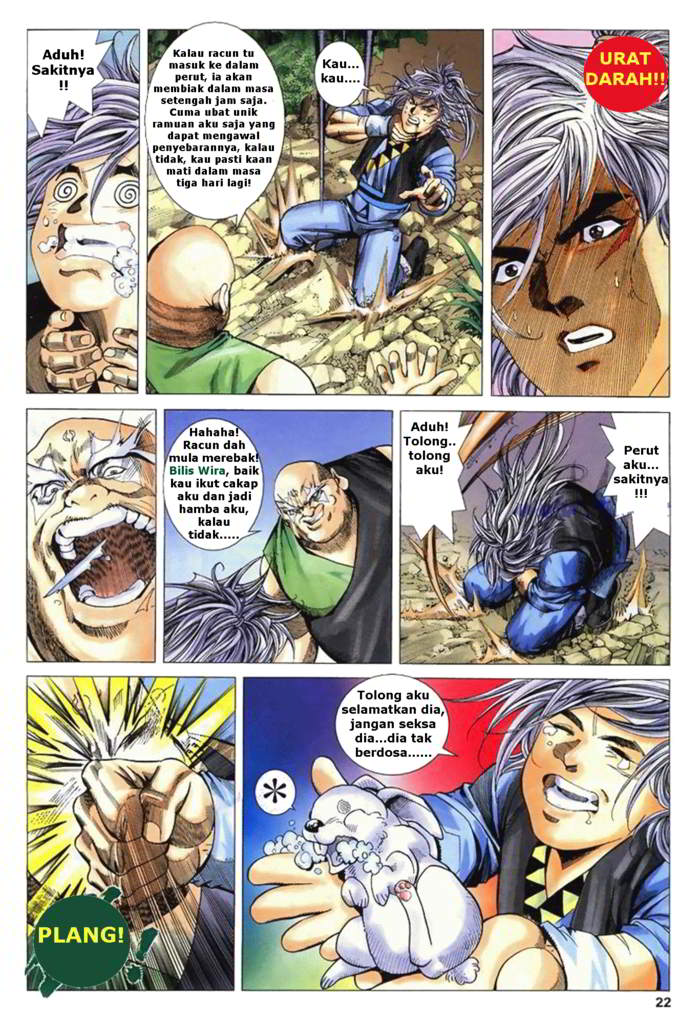 Aduh!
Sakitnya
!!
Kalau racun tu
masuk ke dalam
perut, ia akan
membiak dalam masa
setengah jam saja.
Cuma ubat unik
ramuan aku saja yang
dapat mengawal
penyebarannya, kalau
tidak, kau pasti kaan
mati dalam masa
tiga hari lagi!
Kau...
kau....
URAT
DARAH!!
Hahaha!
Racun dah
mula merebak!
Bilis Wira, baik
kau ikut cakap
aku dan jadi
hamba aku,
kalau
tidak.....
Aduh!
Tolong..
tolong
aku!
Perut
aku...
sakitnya
!!!
PLANG!
Tolong aku
selamatkan dia,
jangan seksa
dia...dia tak
berdosa......
*
22